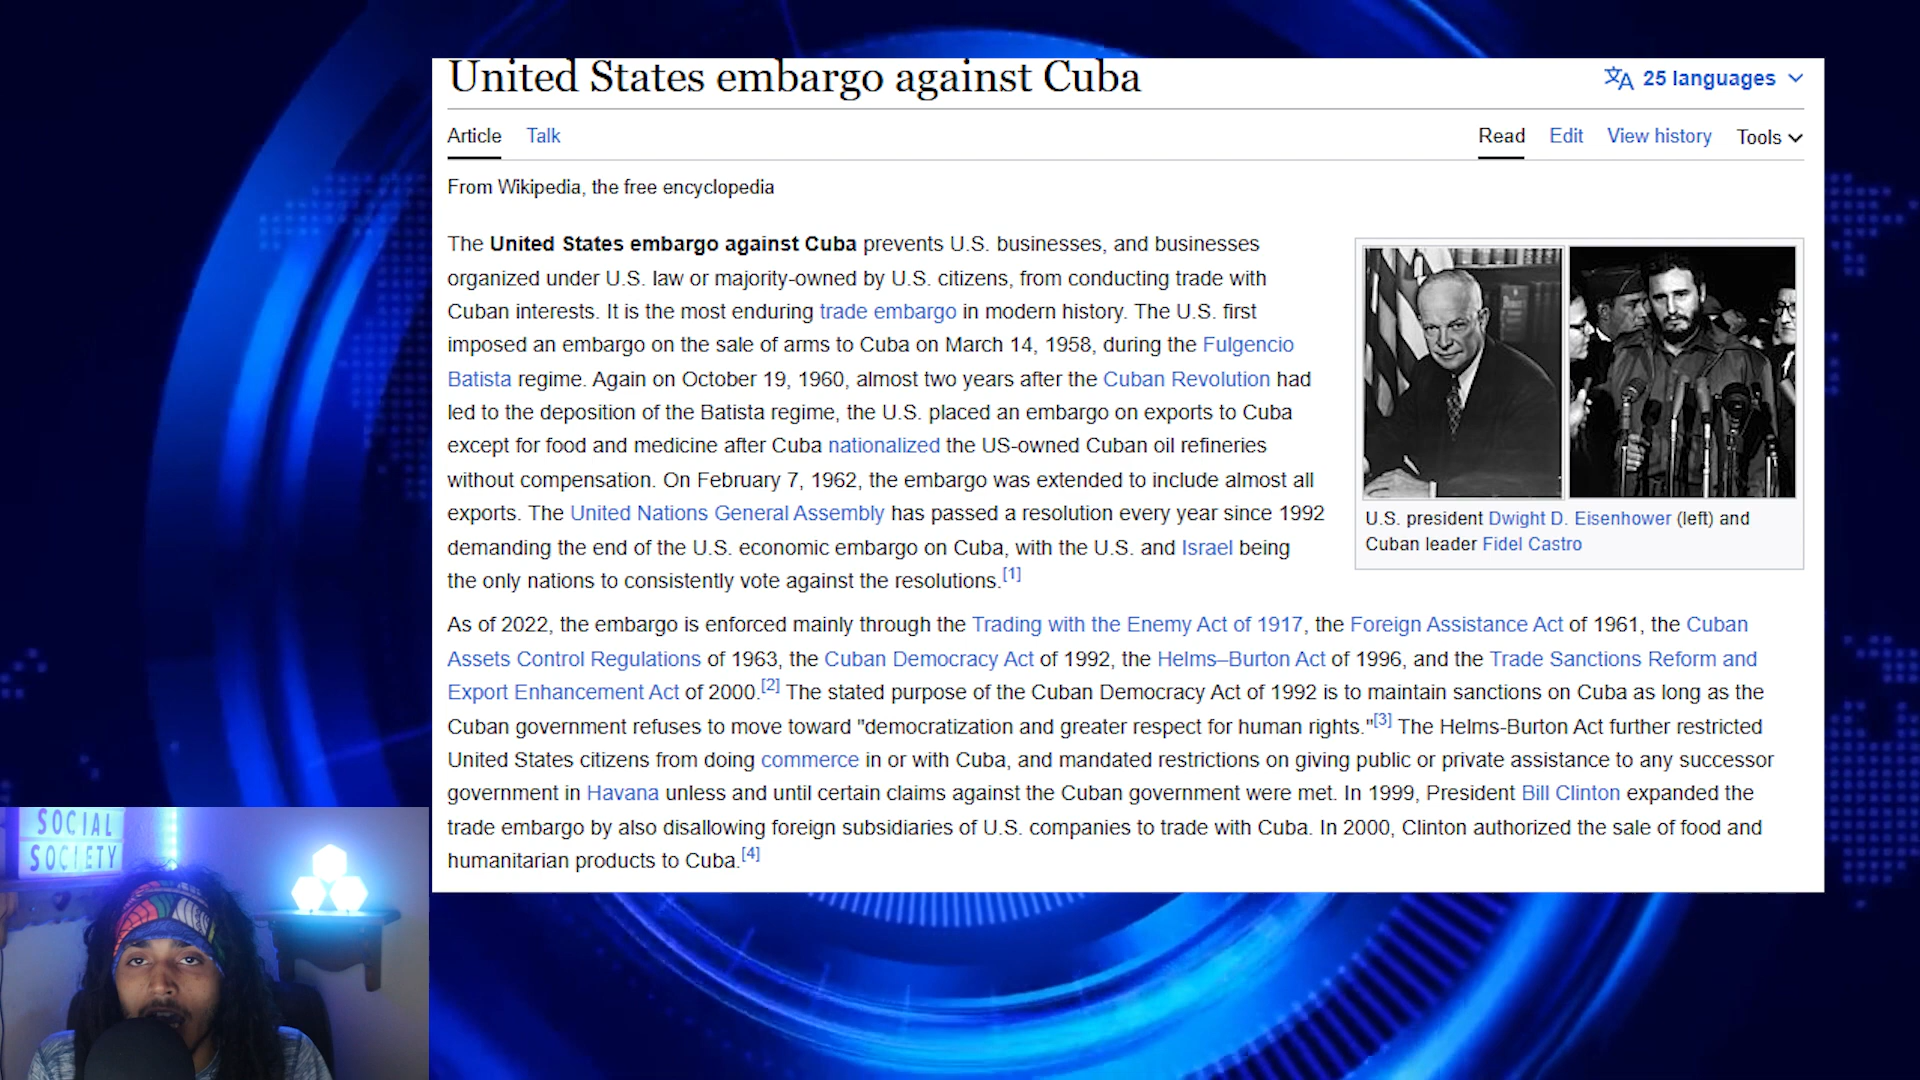 United States embargo against Cuba
25 languages
Article Talk
Read Edit View history Tools
From Wikipedia, the free encyclopedia
The United States embargo against Cuba prevents U.S. businesses, and businesses
organized under U.S. law or majority-owned by U.S. citizens, from conducting trade with
Cuban interests. It is the most enduring trade embargo in modern history. The U.S. first
imposed an embargo on the sale of arms to Cuba on March 14, 1958, during the Fulgencio
Batista regime. Again on October 19, 1960, almost two years after the Cuban Revolution had
led to the deposition of the Batista regime, the U.S. placed an embargo on exports to Cuba
except for food and medicine after Cuba nationalized the US-owned Cuban oil refineries
without compensation. On February 7, 1962, the embargo was extended to include almost all
exports. The United Nations General Assembly has passed a resolution every year since 1992
demanding the end of the U.S. economic embargo on Cuba, with the U.S. and Israel being
the only nations to consistently vote against the resolutions.[1]
U.S. president Dwight D. Eisenhower (left) and
Cuban leader Fidel Castro
As of 2022, the embargo is enforced mainly through the Trading with the Enemy Act of 1917, the Foreign Assistance Act of 1961, the Cuban
Assets Control Regulations of 1963, the Cuban Democracy Act of 1992, the Helms–Burton Act of 1996, and the Trade Sanctions Reform and
Export Enhancement Act of 2000.[2] The stated purpose of the Cuban Democracy Act of 1992 is to maintain sanctions on Cuba as long as the
Cuban government refuses to move toward "democratization and greater respect for human rights."[3] The Helms-Burton Act further restricted
United States citizens from doing commerce in or with Cuba, and mandated restrictions on giving public or private assistance to any successor
government in Havana unless and until certain claims against the Cuban government were met. In 1999, President Bill Clinton expanded the
trade embargo by also disallowing foreign subsidiaries of U.S. companies to trade with Cuba. In 2000, Clinton authorized the sale of food and
humanitarian products to Cuba.[4]
SOCIAL
SOCIETY